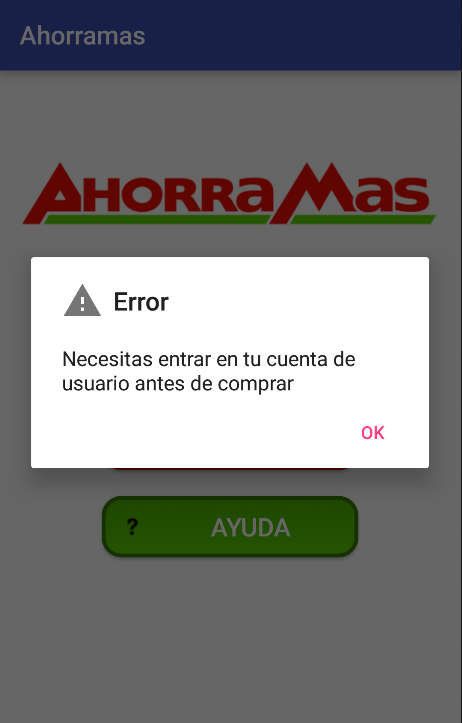 Ahorramas
AHORRAMAS
Error
Necesitas entrar en tu cuenta de
usuario antes de comprar
OK
? AYUDA